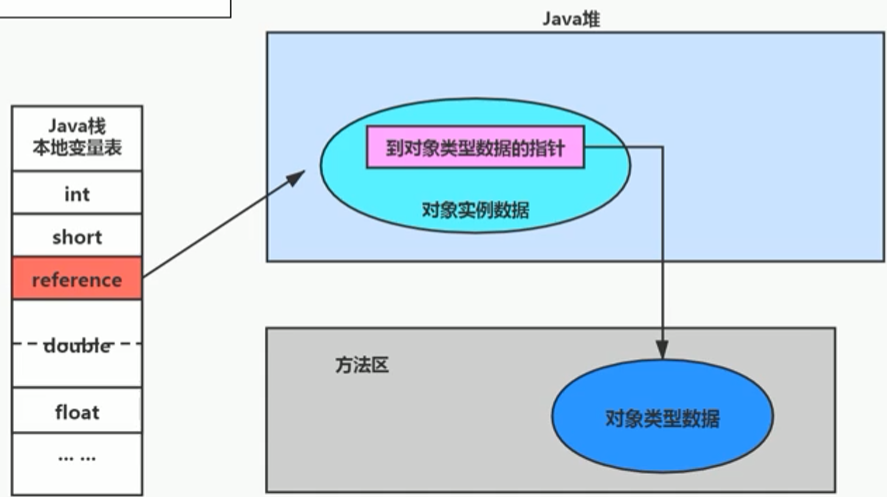 Java堆
Java栈
本地变量表
int
short
reference
double
float
... ...
到对象类型数据的指针
对象实例数据
方法区
对象类型数据